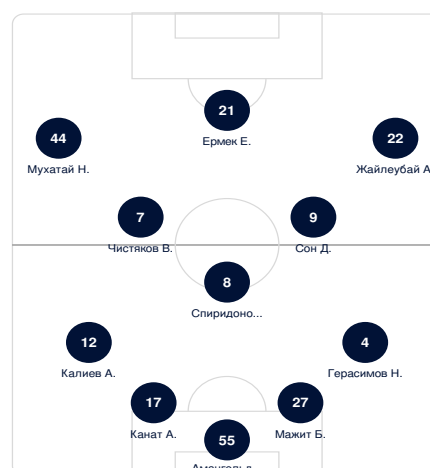 21
Ермек Е.
44
22
Мухатай Н.
Жайлеубай А
7
9
Чистяков В.
Сон Д.
8
Спиридоно...
12
4
Калиев А.
Герасимов Н.
17
27
Канат А.
Мажит Б.
55